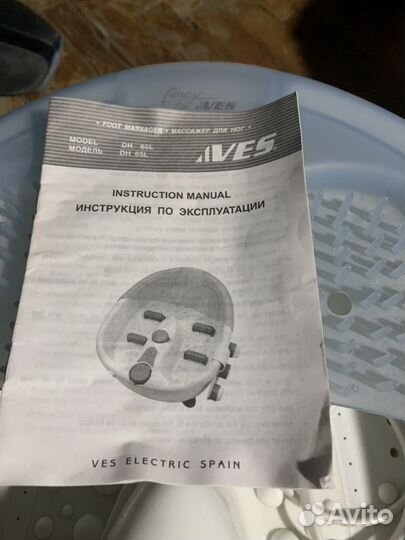 VES
• FOOT MASSAGER • МАССАЖЕР ДЛЯ НОГ •
MODEL DH 65L
МОДЕЛЬ DH 65L
VES
INSTRUCTION MANUAL
ИНСТРУКЦИЯ ПО ЭКСПЛУАТАЦИИ
VES ELECTRIC SPAIN
Avito